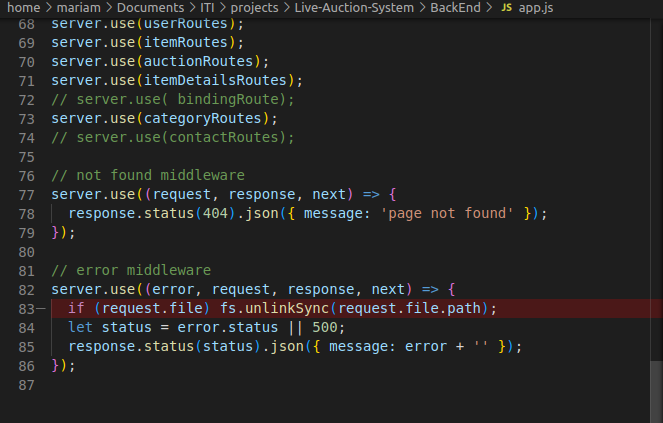 home > mariam > Documents > ITI > projects > Live-Auction-System > BackEnd > JS app.js
68 server.use(userRoutes);
69 server.use(itemRoutes);
70 server.use(auctionRoutes);
71 server.use(itemDetailsRoutes);
72 // server.use( bindingRoute);
73 server.use(categoryRoutes);
74 // server.use(contactRoutes);
75
76 // not found middleware
77 server.use((request, response, next) => {
78   response.status(404).json({ message: 'page not found' });
79 });
80
81 // error middleware
82 server.use((error, request, response, next) => {
83–   if (request.file) fs.unlinkSync(request.file.path);
84   let status = error.status || 500;
85   response.status(status).json({ message: error + '' });
86 });
87